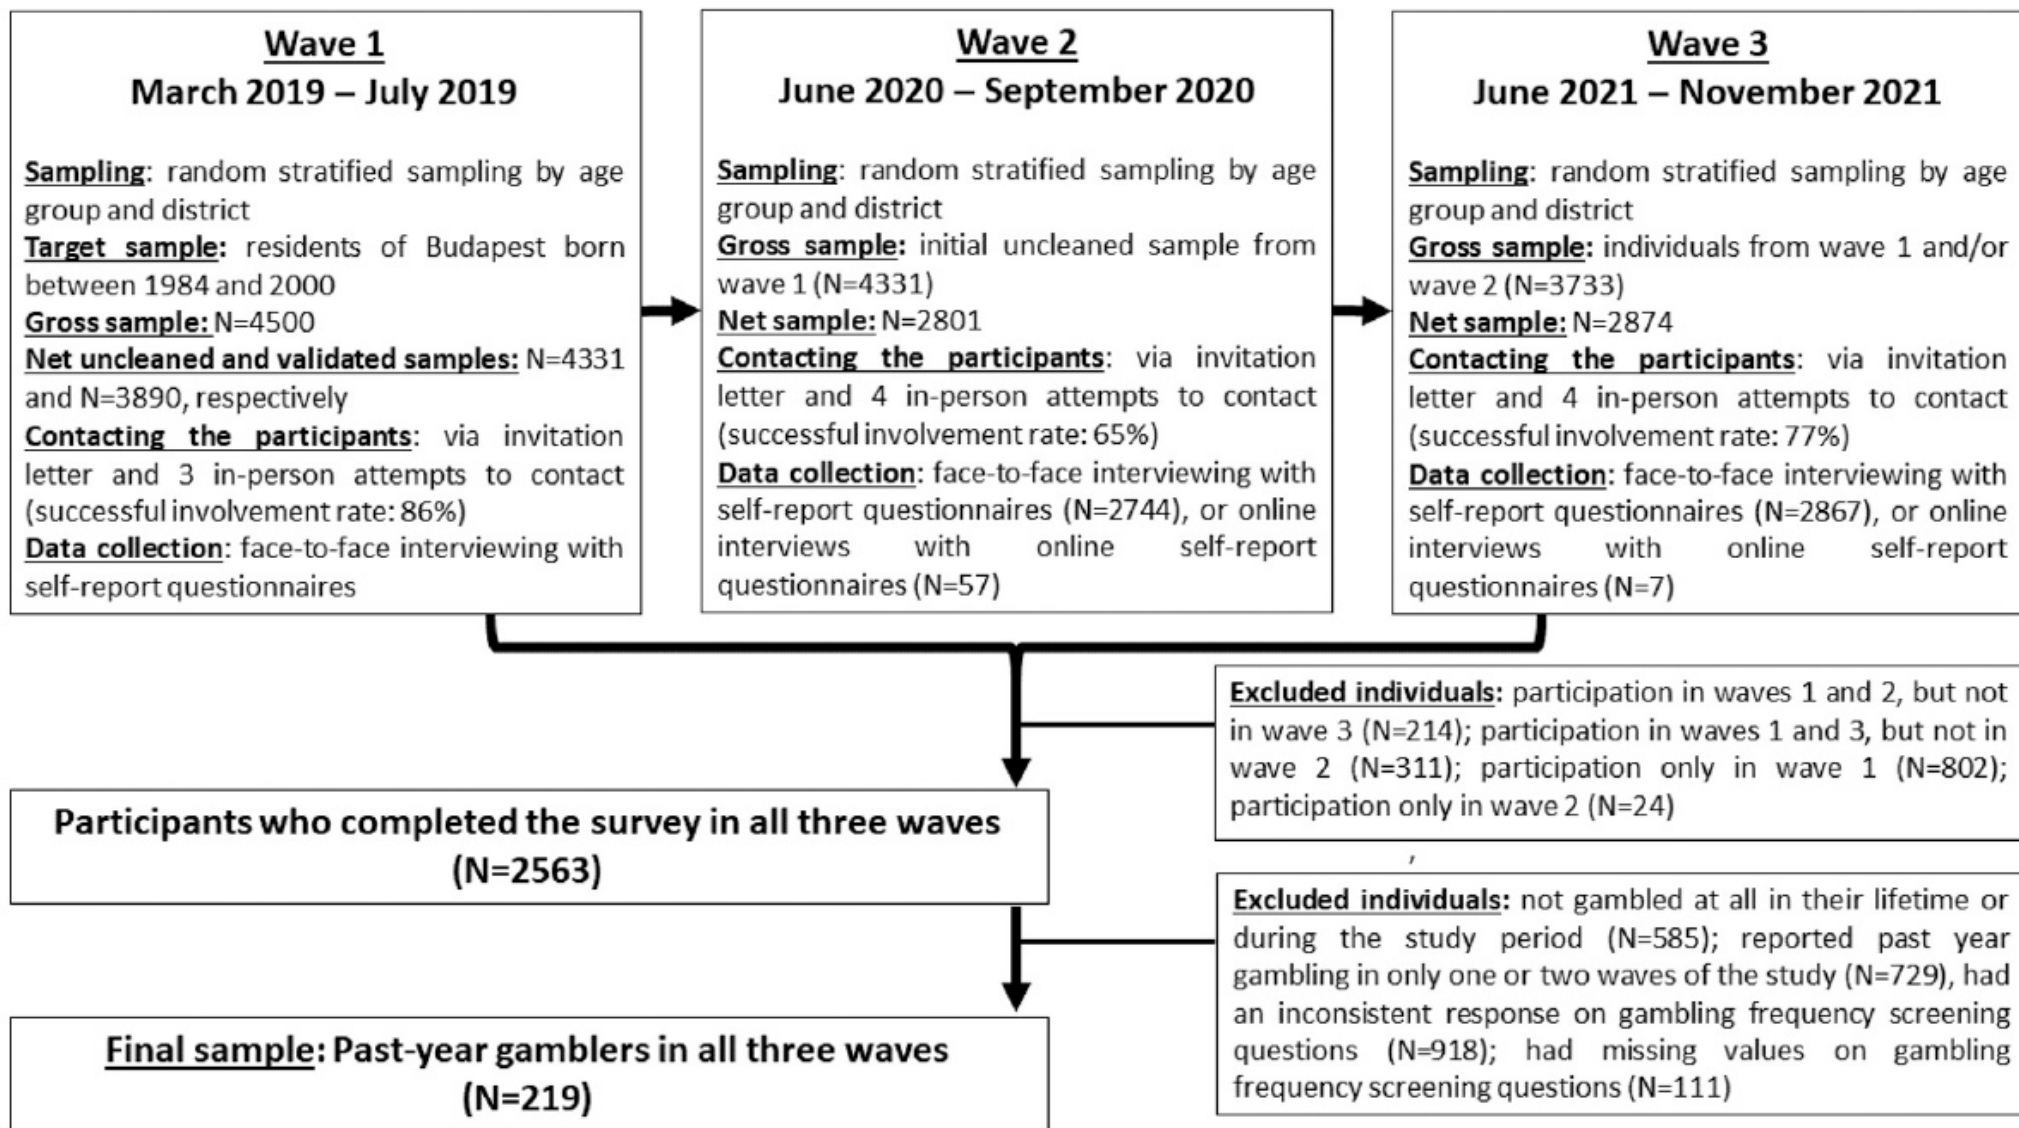 Wave 1
March 2019 – July 2019
Sampling: random stratified sampling by age
group and district
Target sample: residents of Budapest born
between 1984 and 2000
Gross sample: N=4500
Net uncleaned and validated samples: N=4331
and N=3890, respectively
Contacting the participants: via invitation
letter and 3 in-person attempts to contact
(successful involvement rate: 86%)
Data collection: face-to-face interviewing with
self-report questionnaires
Wave 2
June 2020 – September 2020
Sampling: random stratified sampling by age
group and district
Gross sample: initial uncleaned sample from
wave 1 (N=4331)
Net sample: N=2801
Contacting the participants: via invitation
letter and 4 in-person attempts to contact
(successful involvement rate: 65%)
Data collection: face-to-face interviewing with
self-report questionnaires (N=2744), or online
interviews with online self-report
questionnaires (N=57)
Wave 3
June 2021 – November 2021
Sampling: random stratified sampling by age
group and district
Gross sample: individuals from wave 1 and/or
wave 2 (N=3733)
Net sample: N=2874
Contacting the participants: via invitation
letter and 4 in-person attempts to contact
(successful involvement rate: 77%)
Data collection: face-to-face interviewing with
self-report questionnaires (N=2867), or online
interviews with online self-report
questionnaires (N=7)
Excluded individuals: participation in waves 1 and 2, but not
in wave 3 (N=214); participation in waves 1 and 3, but not in
wave 2 (N=311); participation only in wave 1 (N=802);
participation only in wave 2 (N=24)
,
Participants who completed the survey in all three waves
(N=2563)
Excluded individuals: not gambled at all in their lifetime or
during the study period (N=585); reported past year
gambling in only one or two waves of the study (N=729), had
an inconsistent response on gambling frequency screening
questions (N=918); had missing values on gambling
frequency screening questions (N=111)
Final sample: Past-year gamblers in all three waves
(N=219)